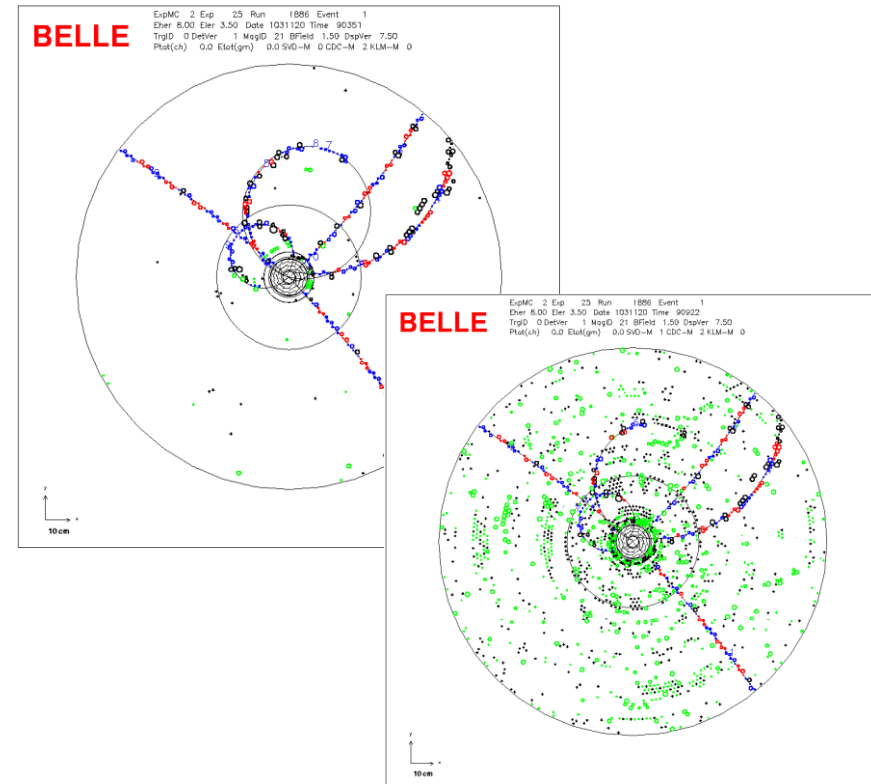 BELLE
ExpMC 2 Exp 25 Run 1886 Event 1
Eher 8.00 Eler 3.50 Date 1031120 Time 90351
TrgID 0 DetVer 1 MagID 21 BField 1.50 DspVer 7.50
Ptot(ch) 0.0 Etot(gm) 0.0 SVD-M 0 CDC-M 2 KLM-M 0
8 7
y
x
10 cm
BELLE
ExpMC 2 Exp 25 Run 1886 Event 1
Eher 8.00 Eler 3.50 Date 1031120 Time 90922
TrgID 0 DetVer 1 MagID 21 BField 1.50 DspVer 7.50
Ptot(ch) 0.0 Etot(gm) 0.0 SVD-M 1 CDC-M 2 KLM-M 0
y
x
10 cm